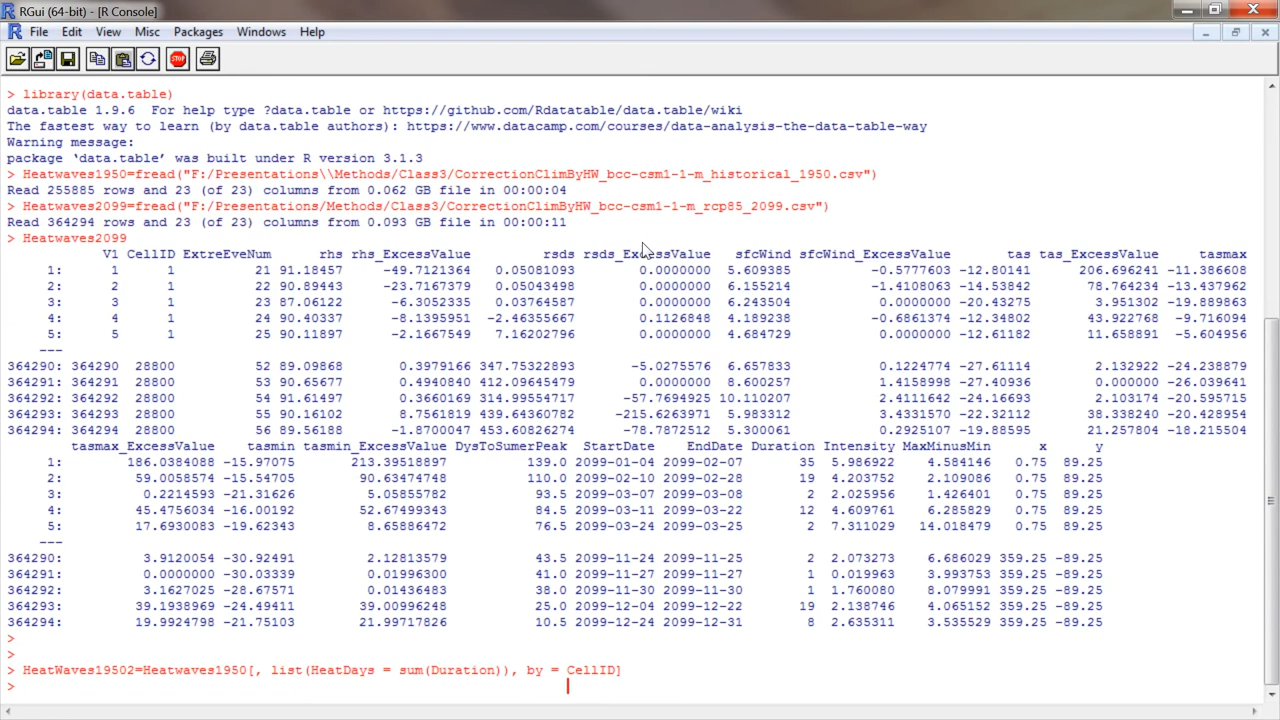 RGui (64-bit) - [R Console]
File Edit View Misc Packages Windows Help
> library(data.table)
data.table 1.9.6  For help type ?data.table or https://github.com/Rdatatable/data.table/wiki
The fastest way to learn (by data.table authors): https://www.datacamp.com/courses/data-analysis-the-data-table-way
Warning message:
package ‘data.table’ was built under R version 3.1.3
> Heatwaves1950=fread("F:/Presentations\\Methods/Class3/CorrectionClimByHW_bcc-csm1-1-m_historical_1950.csv")
Read 255885 rows and 23 (of 23) columns from 0.062 GB file in 00:00:04
> Heatwaves2099=fread("F:/Presentations/Methods/Class3/CorrectionClimByHW_bcc-csm1-1-m_rcp85_2099.csv")
Read 364294 rows and 23 (of 23) columns from 0.093 GB file in 00:00:11
> Heatwaves2099
V1 CellID ExtreEveNum rhs rhs_ExcessValue rsds rsds_ExcessValue sfcWind sfcWind_ExcessValue tas tas_ExcessValue tasmax
1: 1 1 21 91.18457 -49.7121364 0.05081093 0.0000000 5.609385 -0.5777603 -12.80141 206.696241 -11.386608
2: 2 1 22 90.89443 -23.7167379 0.05043498 0.0000000 6.155214 -1.4108063 -14.53842 78.764234 -13.437962
3: 3 1 23 87.06122 -6.3052335 0.03764587 0.0000000 6.243504 0.0000000 -20.43275 3.951302 -19.889863
4: 4 1 24 90.40337 -8.1395951 -2.46355667 0.1126848 4.189238 -0.6861374 -12.34802 43.922768 -9.716014
5: 5 1 25 90.11897 -2.1667549 7.16202796 0.0000000 4.684729 0.0000000 -12.61182 11.658891 -5.604956
---
364290: 364290 28800 52 89.09868 0.3979166 347.75322893 -5.0275576 6.657833 0.1224774 -27.61114 2.132922 -24.238879
364291: 364291 28800 53 90.65677 0.4940840 412.09645479 0.0000000 8.600257 1.4158998 -27.40936 0.000000 -26.039641
364292: 364292 28800 54 91.61497 0.3660169 314.99554717 -57.7694925 10.110207 2.4111642 -24.16693 2.103174 -20.595715
364293: 364293 28800 55 90.16102 8.7561819 439.64360782 -215.6263971 5.983312 3.4331570 -22.32112 38.338240 -20.428954
364294: 364294 28800 56 89.56188 -1.8700047 453.60826274 -78.7872512 5.300061 0.2925107 -19.88595 21.761784 -18.215504
tasmax_ExcessValue tasmin tasmin_ExcessValue DysToSumerPeak StartDate EndDate Duration Intensity MaxMinusMin x y
1: 186.0384088 -15.97075 213.39518897 139.0 2099-01-04 2099-02-07 35 5.986922 4.584146 0.75 89.25
2: 59.0058574 -15.54705 90.63474748 110.0 2099-02-10 2099-02-28 19 4.203752 2.109086 0.75 89.25
3: 0.2214593 -21.31626 5.05855782 93.5 2099-03-07 2099-03-08 2 2.025956 1.426401 0.75 89.25
4: 45.4756034 -16.00192 52.67499343 84.5 2099-03-11 2099-03-22 12 4.609761 6.285829 0.75 89.25
5: 17.6930083 -19.62343 8.65886472 76.5 2099-03-24 2099-03-25 2 7.311029 14.018479 0.75 89.25
---
364290: 3.9120054 -30.92491 2.12813579 43.5 2099-11-24 2099-11-25 2 2.073273 6.686029 359.25 -89.25
364291: 0.0000000 -30.03339 0.01996300 41.0 2099-11-27 2099-11-27 1 0.019963 3.993753 359.25 -89.25
364292: 3.1627025 -28.67571 0.01436483 38.0 2099-11-30 2099-11-30 1 1.760080 8.079991 359.25 -89.25
364293: 39.1938969 -24.49411 39.00996248 25.0 2099-12-04 2099-12-22 19 2.138746 4.065152 359.25 -89.25
364294: 19.9924798 -21.75103 21.99717826 10.5 2099-12-24 2099-12-31 8 2.635311 3.535529 359.25 -89.25
>
>
> HeatWaves19502=Heatwaves1950[, list(HeatDays = sum(Duration)), by = CellID]
>